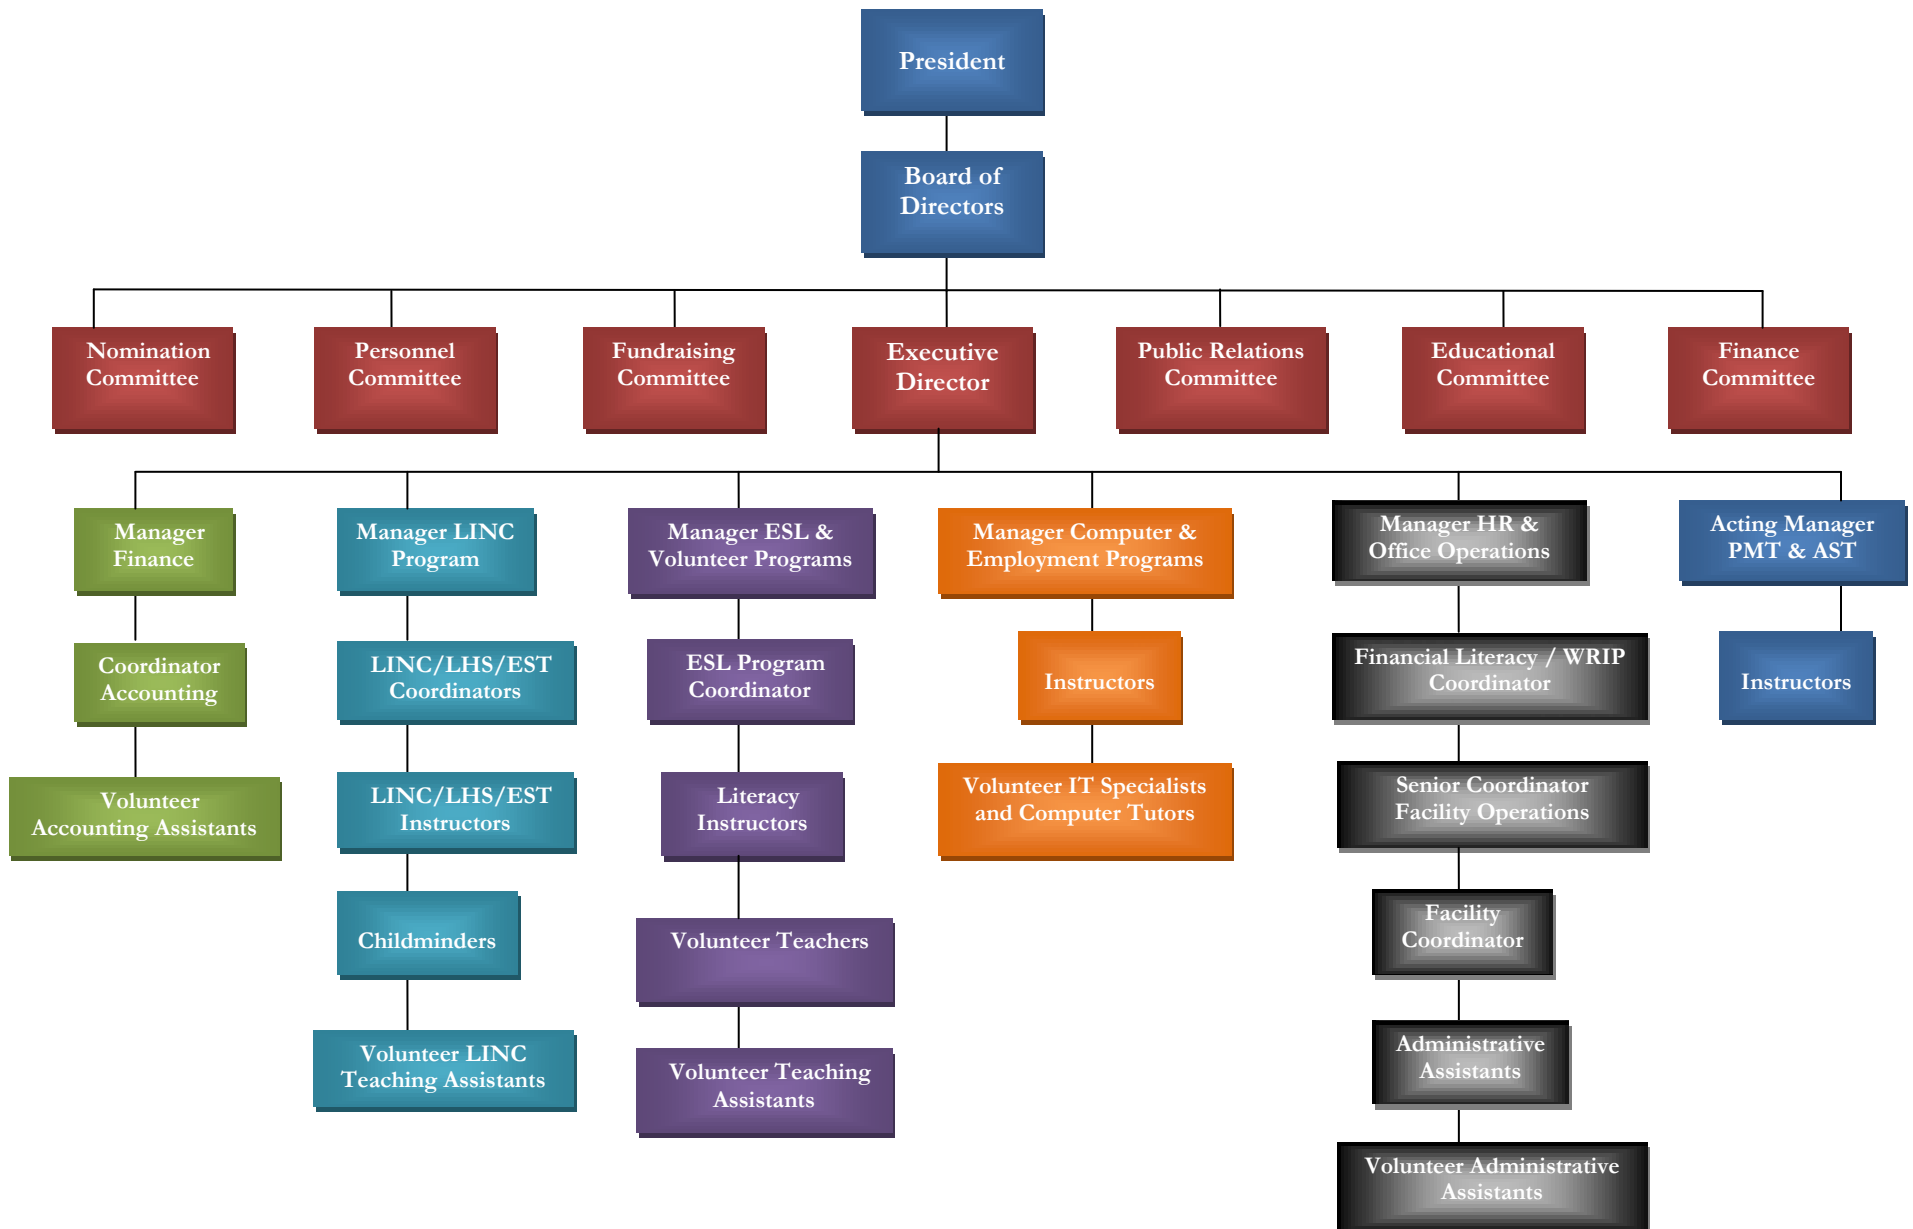 President
Board of
Directors
Nomination
Committee
Personnel
Committee
Fundraising
Committee
Executive
Director
Public Relations
Committee
Educational
Committee
Finance
Committee
Manager
Finance
Manager LINC
Program
Manager ESL &
Volunteer Programs
Manager Computer &
Employment Programs
Manager HR &
Office Operations
Acting Manager
PMT & AST
Coordinator
Accounting
LINC/LHS/EST
Coordinators
ESL Program
Coordinator
Instructors
Financial Literacy / WRIP
Coordinator
Instructors
Volunteer
Accounting Assistants
LINC/LHS/EST
Instructors
Literacy
Instructors
Volunteer IT Specialists
and Computer Tutors
Senior Coordinator
Facility Operations
Childminders
Volunteer Teachers
Facility
Coordinator
Volunteer LINC
Teaching Assistants
Volunteer Teaching
Assistants
Administrative
Assistants
Volunteer Administrative
Assistants